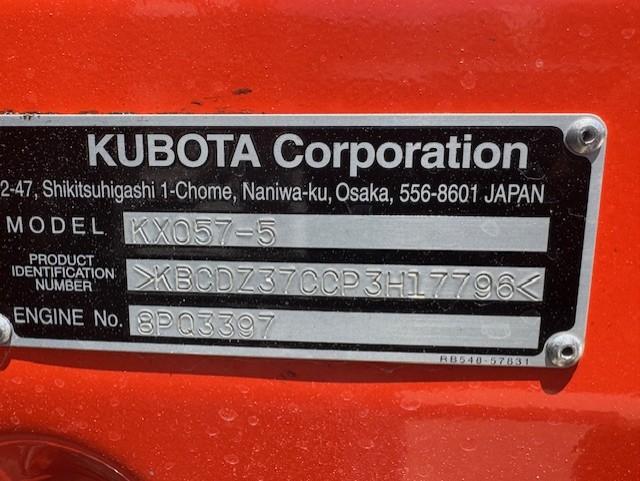 KUBOTA Corporation
2-47, Shikitsuhigashi 1-Chome, Naniwa-ku, Osaka, 556-8601 JAPAN
MODEL KX057-5
PRODUCT IDENTIFICATION NUMBER >KBCDZ37CCP3H17796<
ENGINE No. 8PQ3397
RB548-57831